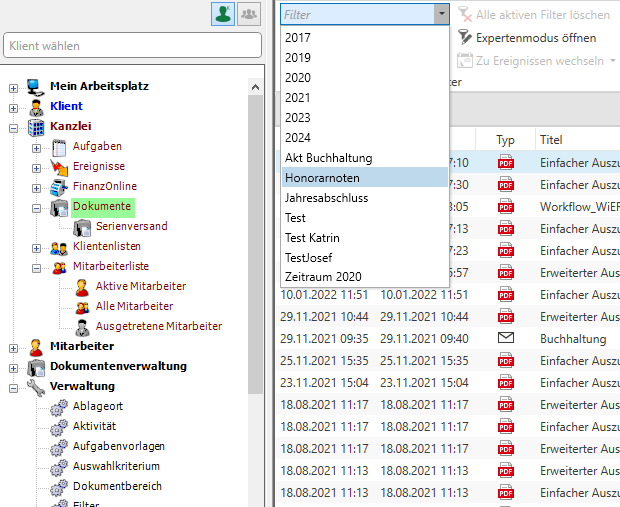 Klient wählen
Mein Arbeitsplatz
Klient
Kanzlei
Aufgaben
Ereignisse
FinanzOnline
Dokumente
Serienversand
Klientenlisten
Mitarbeiterliste
Aktive Mitarbeiter
Alle Mitarbeiter
Ausgetretene Mitarbeiter
Mitarbeiter
Dokumentenverwaltung
Verwaltung
Ablageort
Aktivität
Aufgabenvorlagen
Auswahlkriterium
Dokumentbereich
Filter
Filter
2017
2019
2020
2021
2023
2024
Akt Buchhaltung
Honorarnoten
Jahresabschluss
Test
Test Katrin
TestJosef
Zeitraum 2020
Alle aktiven Filter löschen
Expertenmodus öffnen
Zu Ereignissen wechseln
Typ Titel
7:10 PDF Einfacher Auszu
7:30 PDF Einfacher Auszu
3:05 PDF Workflow_WiER
7:13 PDF Einfacher Auszu
7:23 PDF Einfacher Auszu
5:57 PDF Erweiterter Aus
10.01.2022 11:51 10.01.2022 11:51 PDF Einfacher Auszu
29.11.2021 10:44 29.11.2021 10:44 PDF Erweiterter Aus
29.11.2021 09:35 29.11.2021 09:40 Buchhaltung
25.11.2021 15:35 25.11.2021 15:35 PDF Einfacher Auszu
23.11.2021 15:04 23.11.2021 15:04 PDF Einfacher Auszu
18.08.2021 11:17 18.08.2021 11:17 PDF Erweiterter Aus
18.08.2021 11:17 18.08.2021 11:17 PDF Einfacher Auszu
18.08.2021 11:17 18.08.2021 11:17 PDF Erweiterter Aus
18.08.2021 11:13 18.08.2021 11:13 PDF Erweiterter Aus
18.08.2021 11:13 18.08.2021 11:13 PDF Einfacher Auszu